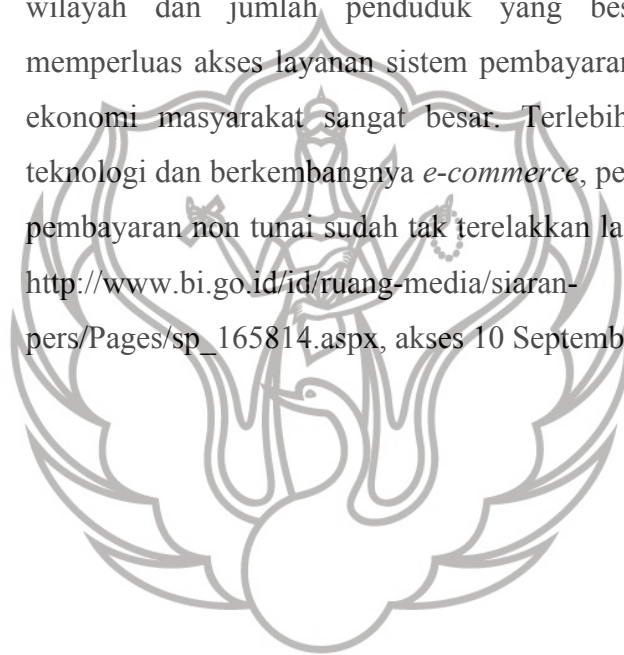 wilayah dan jumlah penduduk yang bes
memperluas akses layanan sistem pembayaran
ekonomi masyarakat sangat besar. Terlebih
teknologi dan berkembangnya e-commerce, pe
pembayaran non tunai sudah tak terelakkan la
http://www.bi.go.id/id/ruang-media/siaran-
pers/Pages/sp_165814.aspx, akses 10 Septemb